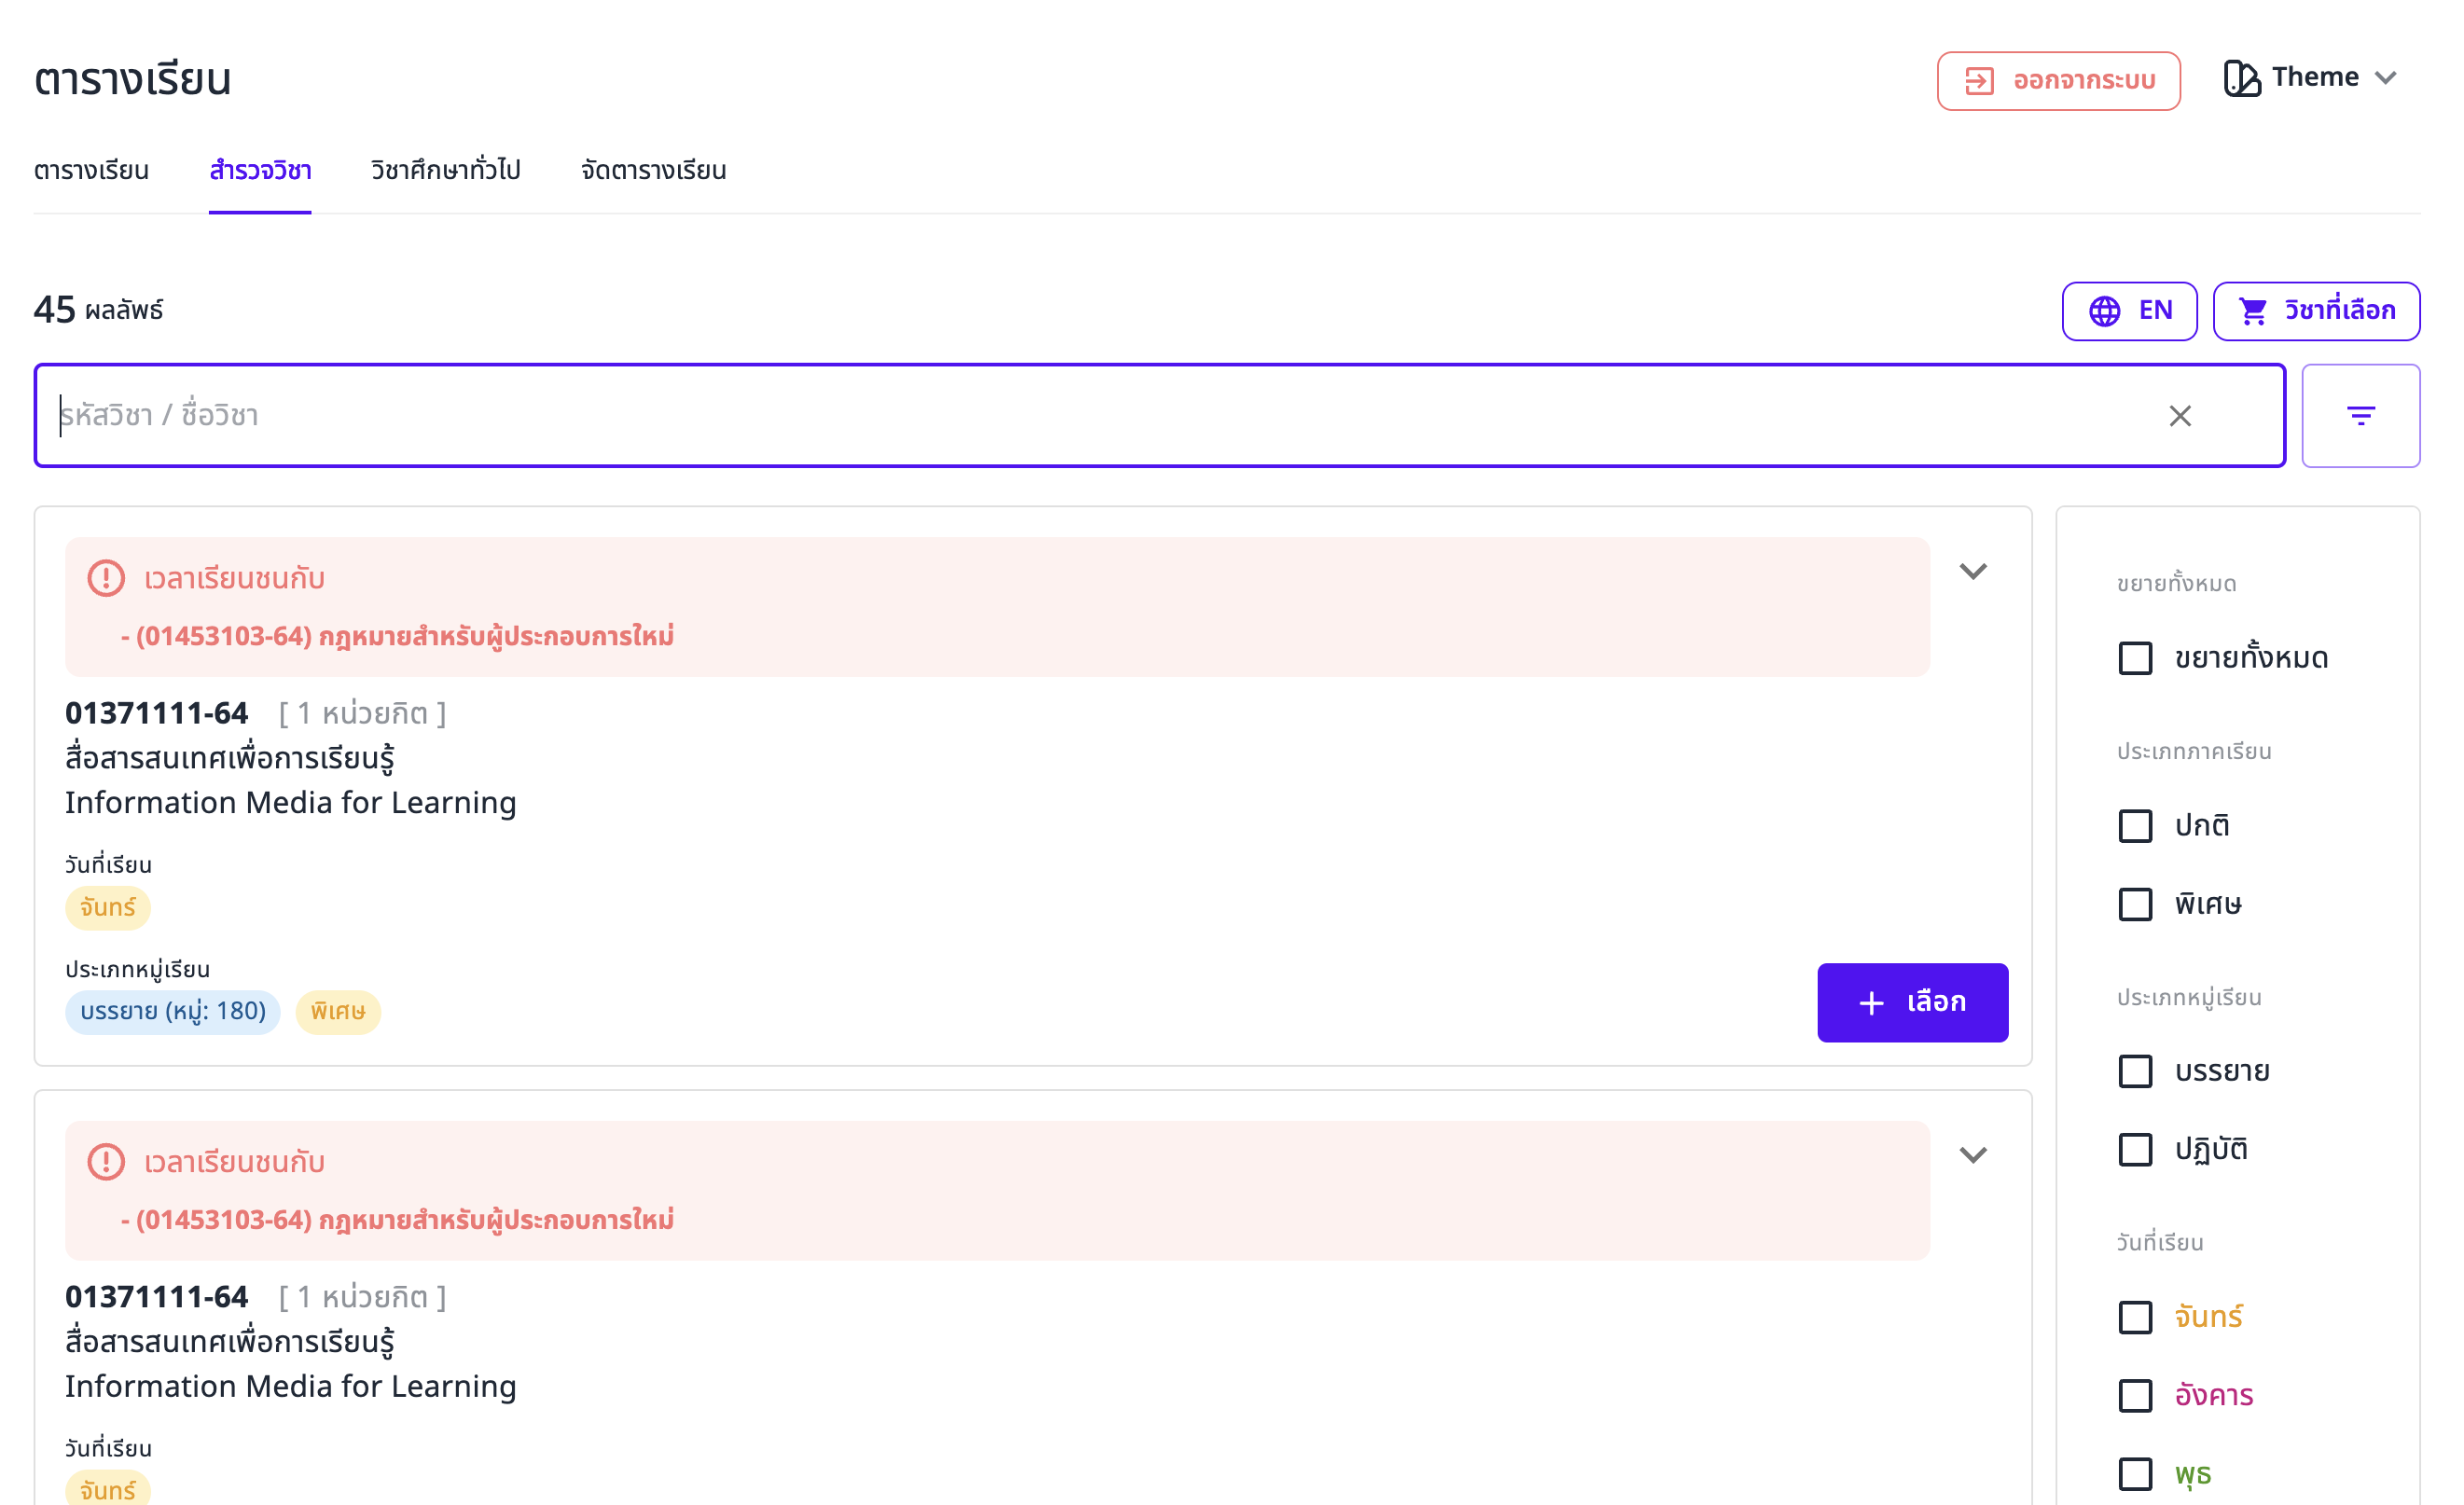 ตารางเรียน
ออกจากระบบ
Theme
ตารางเรียน
สำรวจวิชา
วิชาศึกษาทั่วไป
จัดตารางเรียน
45 ผลลัพธ์
EN
วิชาที่เลือก
รหัสวิชา / ชื่อวิชา
เวลาเรียนชนกับ
- (01453103-64) กฎหมายสำหรับผู้ประกอบการใหม่
01371111-64 [ 1 หน่วยกิต ]
สื่อสารสนเทศเพื่อการเรียนรู้
Information Media for Learning
วันที่เรียน
จันทร์
ประเภทหมู่เรียน
บรรยาย (หมู่: 180) พิเศษ
เลือก
เวลาเรียนชนกับ
- (01453103-64) กฎหมายสำหรับผู้ประกอบการใหม่
01371111-64 [ 1 หน่วยกิต ]
สื่อสารสนเทศเพื่อการเรียนรู้
Information Media for Learning
วันที่เรียน
จันทร์
ขยายทั้งหมด
ขยายทั้งหมด
ประเภทภาคเรียน
ปกติ
พิเศษ
ประเภทหมู่เรียน
บรรยาย
ปฏิบัติ
วันที่เรียน
จันทร์
อังคาร
พุธ